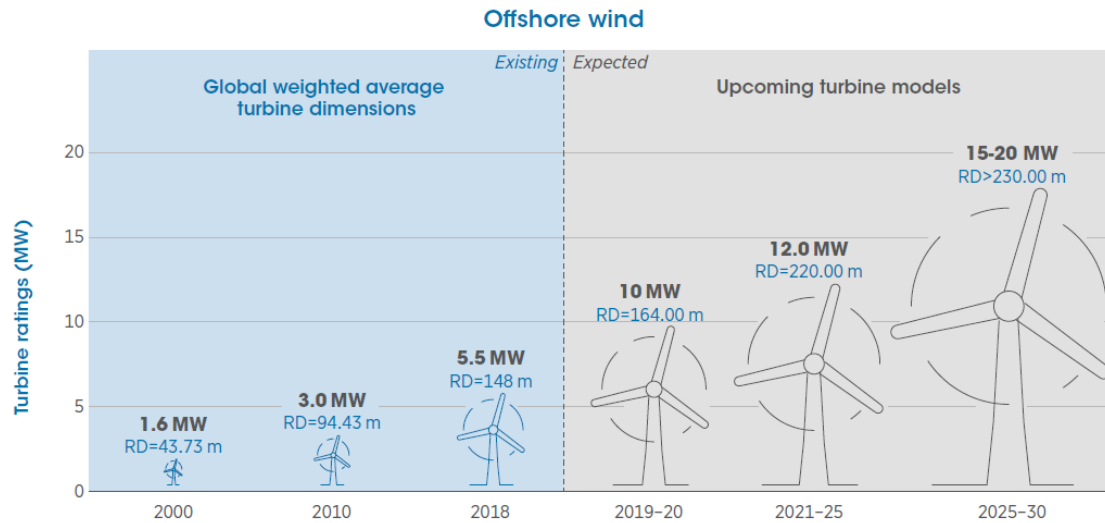 Offshore wind
Existing
Expected
Global weighted average
turbine dimensions
Upcoming turbine models
Turbine ratings (MW)
20
15
10
5
0
1.6 MW
RD=43.73 m
3.0 MW
RD=94.43 m
5.5 MW
RD=148 m
10 MW
RD=164.00 m
12.0 MW
RD=220.00 m
15-20 MW
RD>230.00 m
2000
2010
2018
2019–20
2021–25
2025–30